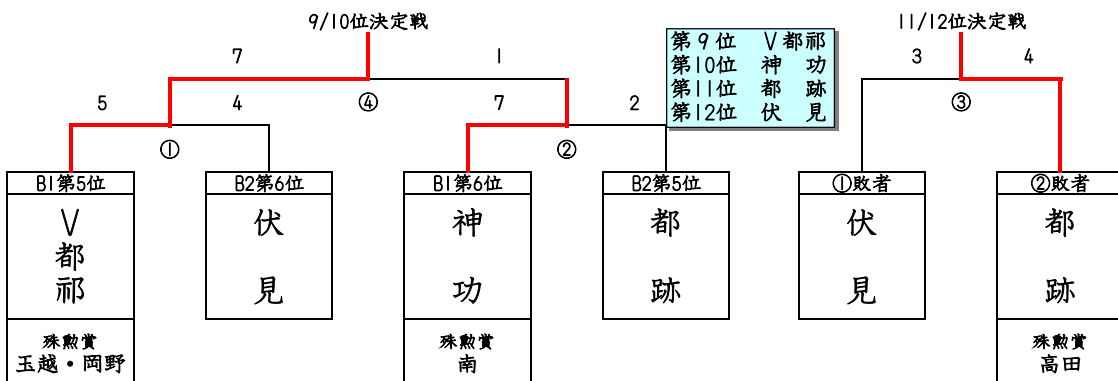 9/10位決定戦
11/12位決定戦
第9位 V都祁
第10位 神功
第11位 都跡
第12位 伏見
7
1
3
4
④
③
5
4
7
2
①
②
B1第5位
B2第6位
B1第6位
B2第5位
①敗者
②敗者
V都祁
伏見
神功
都跡
伏見
都跡
殊勲賞
玉越・岡野
殊勲賞
南
殊勲賞
高田